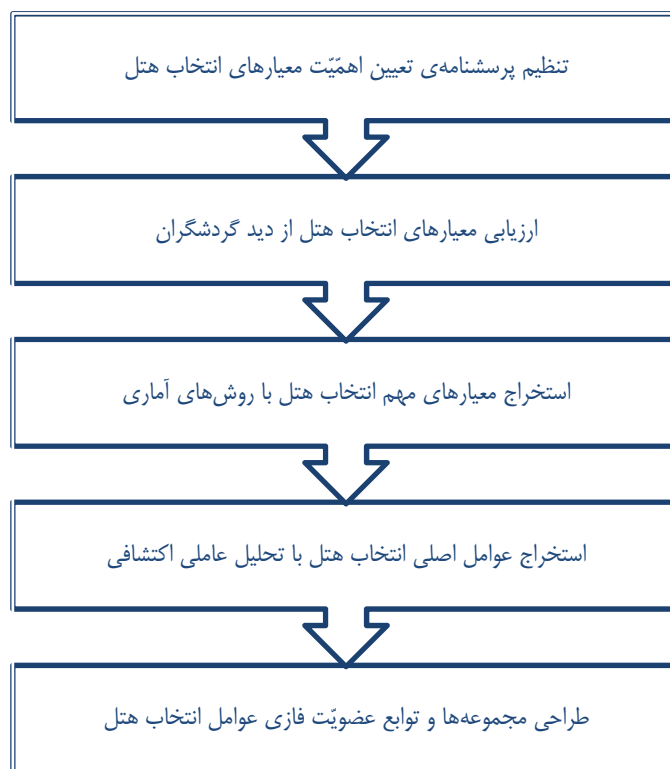 تنظیم پرسشنامه‌ی تعیین اهمّیّت معیارهای انتخاب هتل
ارزیابی معیارهای انتخاب هتل از دید گردشگران
استخراج معیارهای مهم انتخاب هتل با روش‌های آماری
استخراج عوامل اصلی انتخاب هتل با تحلیل عاملی اکتشافی
طراحی مجموعه‌ها و توابع عضویّت فازی عوامل انتخاب هتل